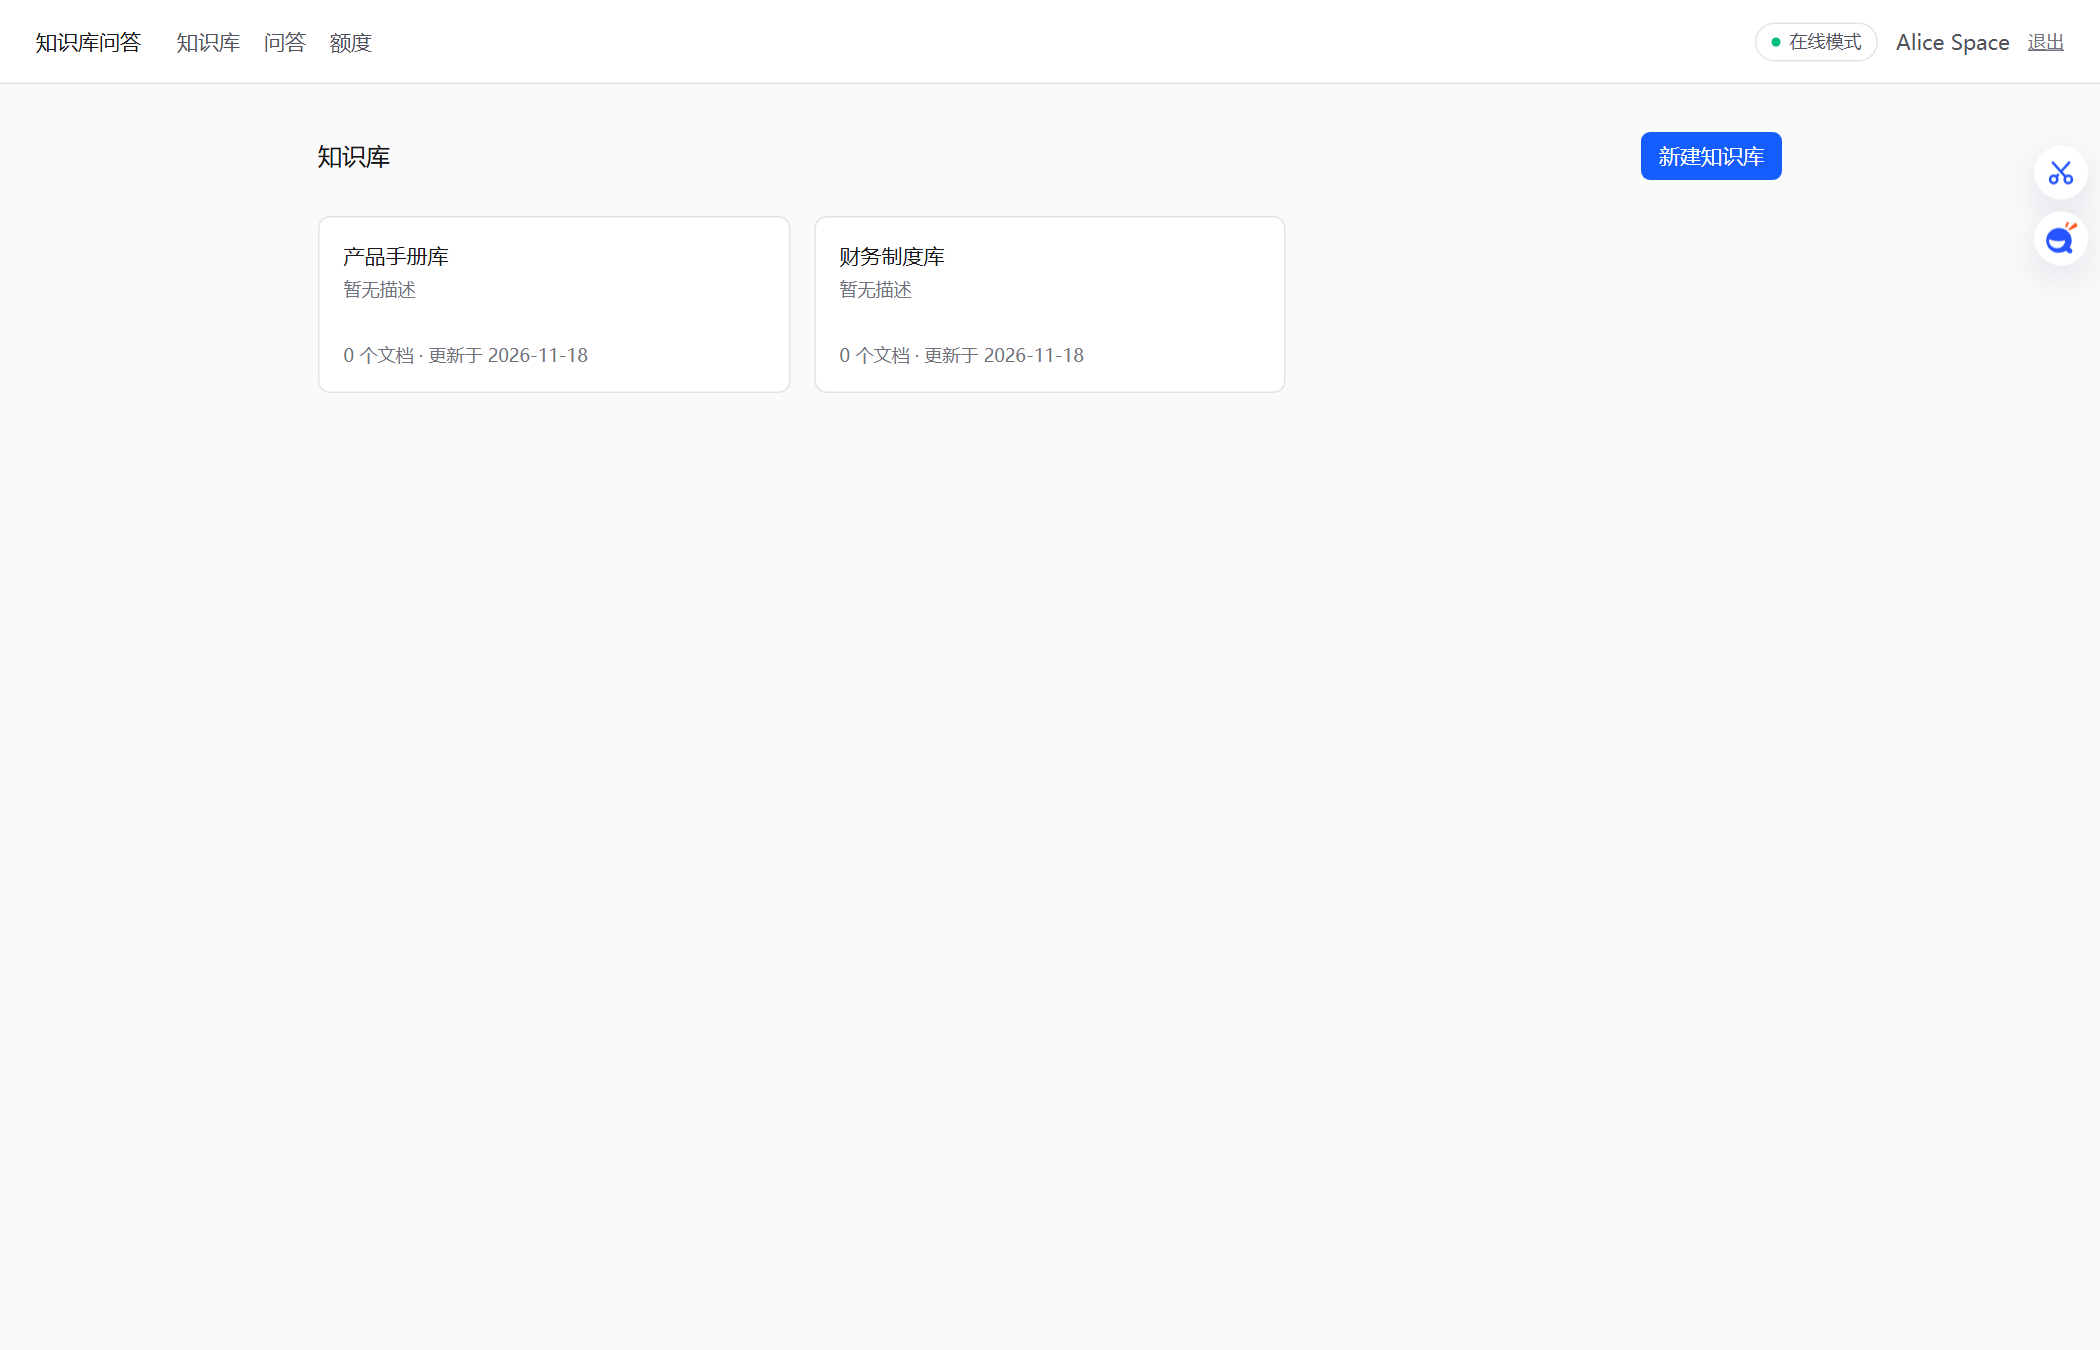 知识库问答 知识库 问答 额度 在线模式 Alice Space 退出
知识库 新建知识库
产品手册库
暂无描述
0 个文档 · 更新于 2026-11-18
财务制度库
暂无描述
0 个文档 · 更新于 2026-11-18